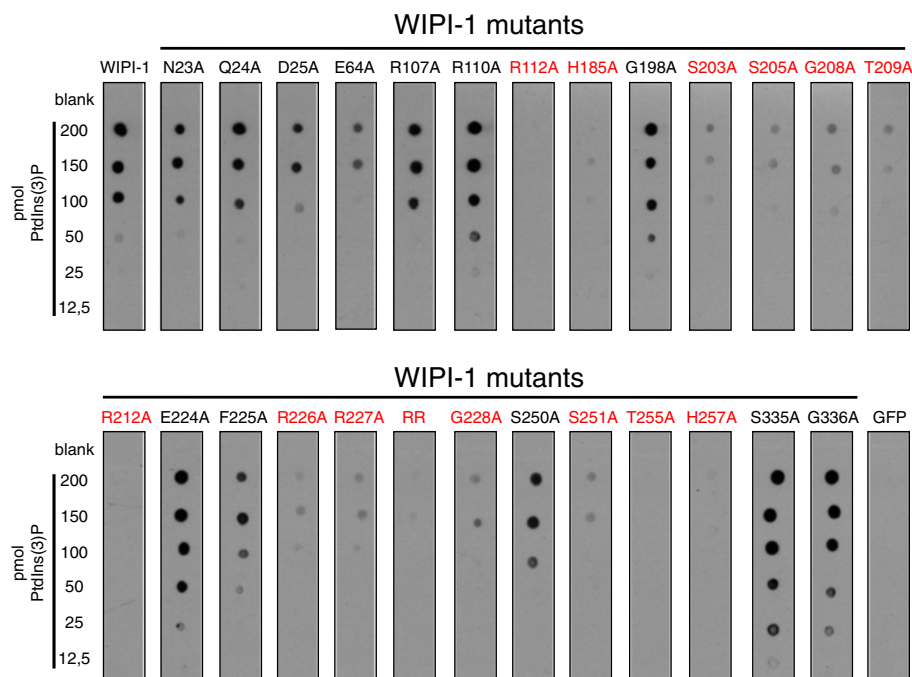 WIPI-1 mutants
WIPI-1 N23A Q24A D25A E64A R107A R110A R112A H185A G198A S203A S205A G208A T209A
blank
200
150
100
50
25
12,5
pmol
PtdIns(3)P
WIPI-1 mutants
R212A E224A F225A R226A R227A RR G228A S250A S251A T255A H257A S335A G336A GFP
blank
200
150
100
50
25
12,5
pmol
PtdIns(3)P